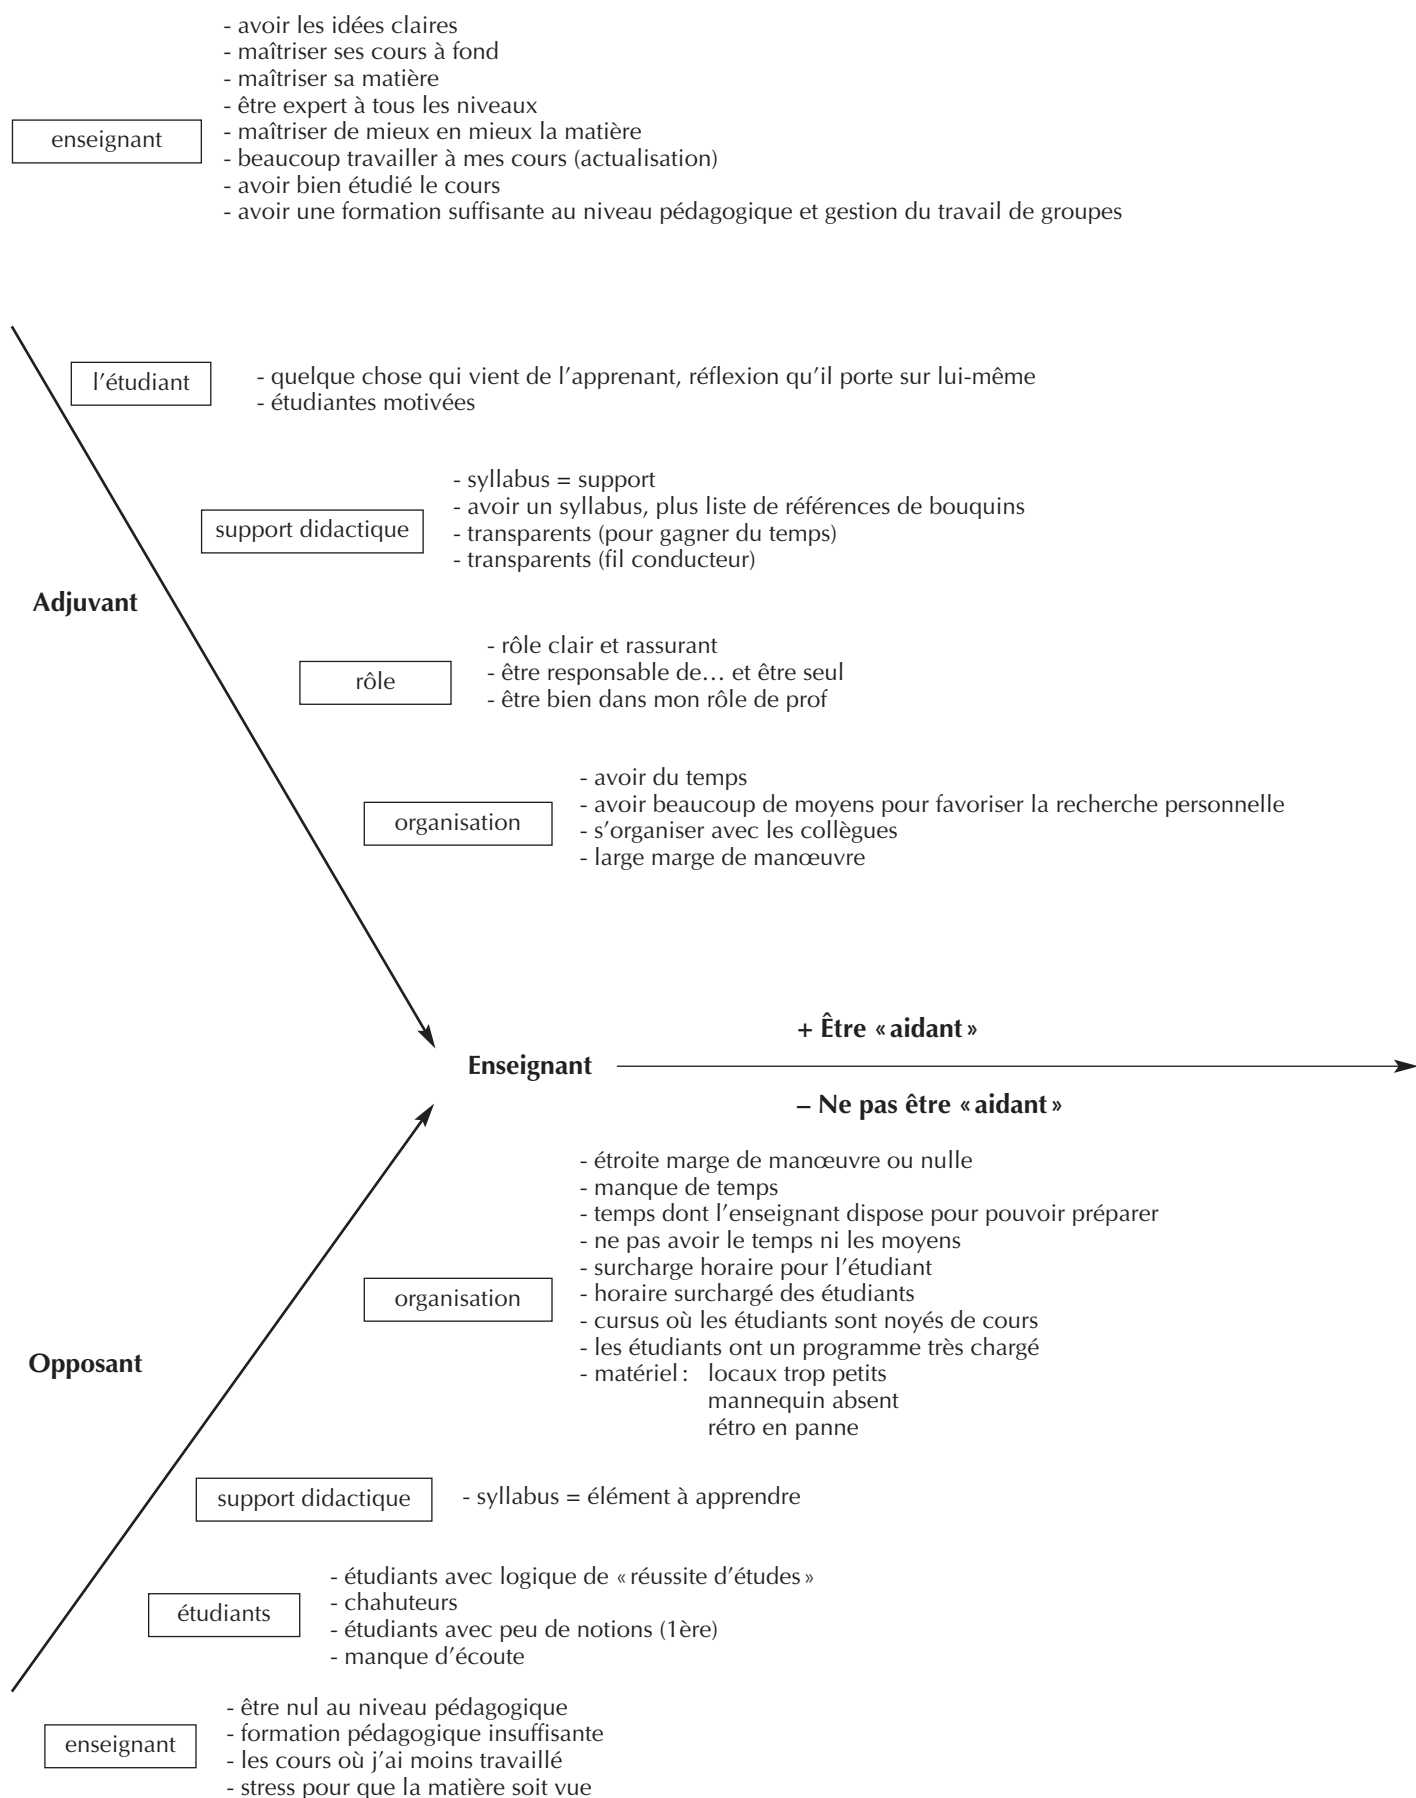 - avoir les idées claires
- maîtriser ses cours à fond
- maîtriser sa matière
- être expert à tous les niveaux
enseignant
- maîtriser de mieux en mieux la matière
- beaucoup travailler à mes cours (actualisation)
- avoir bien étudié le cours
- avoir une formation suffisante au niveau pédagogique et gestion du travail de groupes
l’étudiant
- quelque chose qui vient de l’apprenant, réflexion qu’il porte sur lui-même
- étudiantes motivées
- syllabus = support
- avoir un syllabus, plus liste de références de bouquins
support didactique
- transparents (pour gagner du temps)
- transparents (fil conducteur)
Adjuvant
- rôle clair et rassurant
- être responsable de… et être seul
rôle
- être bien dans mon rôle de prof
- avoir du temps
- avoir beaucoup de moyens pour favoriser la recherche personnelle
organisation
- s’organiser avec les collègues
- large marge de manœuvre
+ Être « aidant »
Enseignant
– Ne pas être « aidant »
- étroite marge de manœuvre ou nulle
- manque de temps
- temps dont l’enseignant dispose pour pouvoir préparer
- ne pas avoir le temps ni les moyens
- surcharge horaire pour l’étudiant
organisation
- horaire surchargé des étudiants
- cursus où les étudiants sont noyés de cours
- les étudiants ont un programme très chargé
Opposant
- matériel : locaux trop petits
mannequin absent
rétro en panne
support didactique
- syllabus = élément à apprendre
- étudiants avec logique de « réussite d’études »
- chahuteurs
étudiants
- étudiants avec peu de notions (1ère)
- manque d’écoute
- être nul au niveau pédagogique
- formation pédagogique insuffisante
enseignant
- les cours où j’ai moins travaillé
- stress pour que la matière soit vue